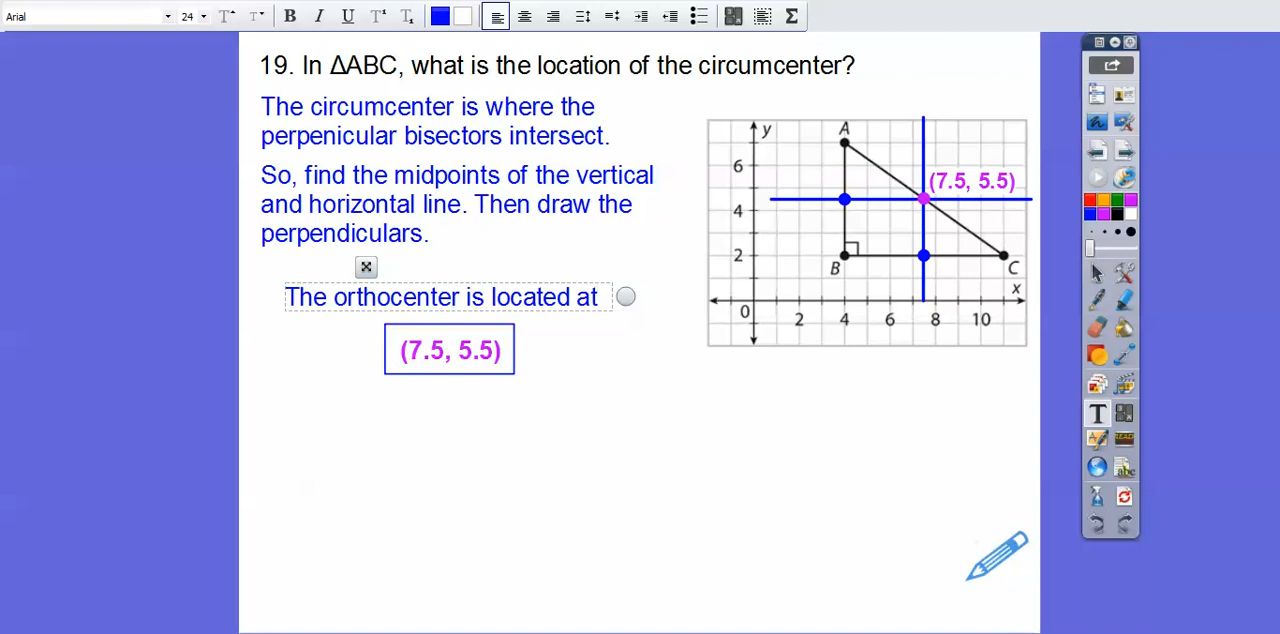 Arial
24
B I U T T
19. In ΔABC, what is the location of the circumcenter?
The circumcenter is where the
perpenicular bisectors intersect.
So, find the midpoints of the vertical
and horizontal line. Then draw the
perpendiculars.
The orthocenter is located at
(7.5, 5.5)
y
A
6
(7.5, 5.5)
4
2
B
C
x
0
2 4 6 8 10